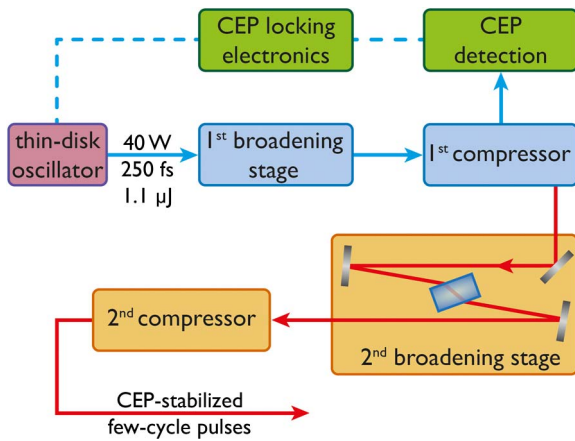 CEP locking
electronics
CEP
detection
thin-disk
oscillator
40 W
250 fs
1.1 µJ
1st broadening
stage
1st compressor
2nd compressor
2nd broadening stage
CEP-stabilized
few-cycle pulses